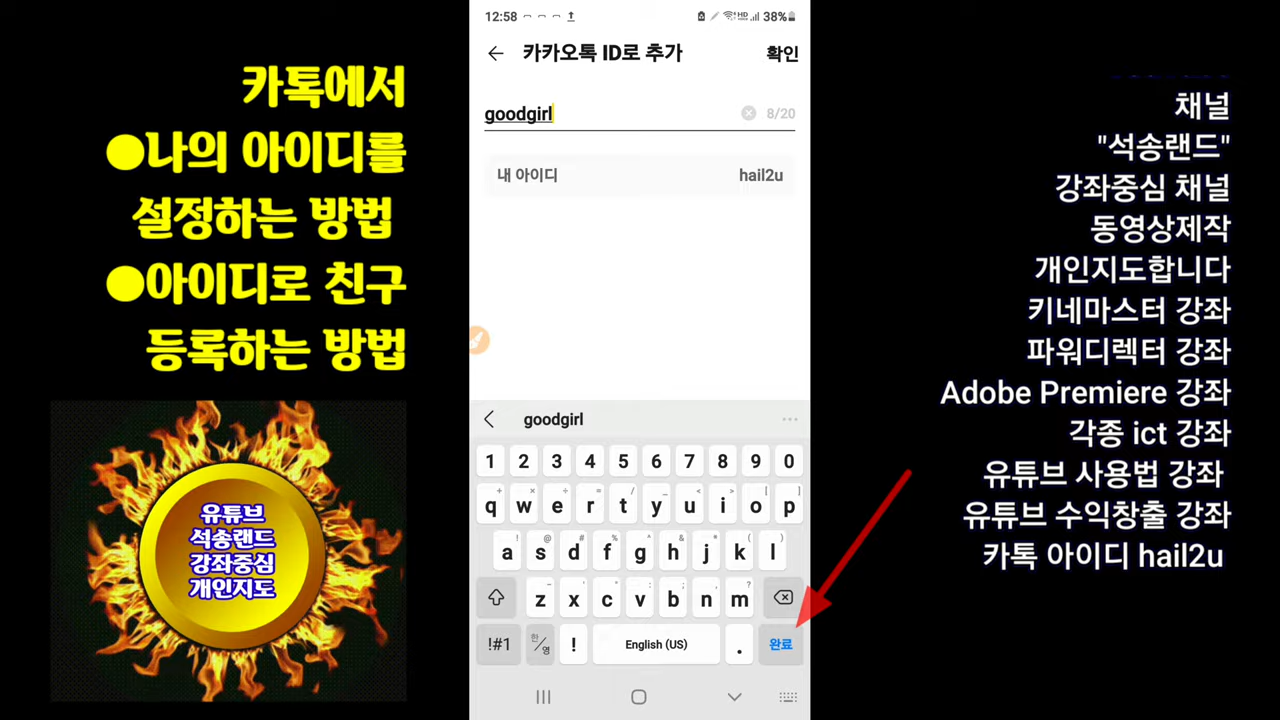 카톡에서
●나의 아이디를
설정하는 방법
●아이디로 친구
등록하는 방법
유튜브
석송랜드
강좌중심
개인지도
12:58
38%
카카오톡 ID로 추가
확인
goodgirl
8/20
내 아이디
hail2u
goodgirl
1 2 3 4 5 6 7 8 9 0
q w e r t y u i o p
a s d f g h j k l
z x c v b n m
!#1 한/영 ! English (US) . 완료
채널
"석송랜드"
강좌중심 채널
동영상제작
개인지도합니다
키네마스터 강좌
파워디렉터 강좌
Adobe Premiere 강좌
각종 ict 강좌
유튜브 사용법 강좌
유튜브 수익창출 강좌
카톡 아이디 hail2u